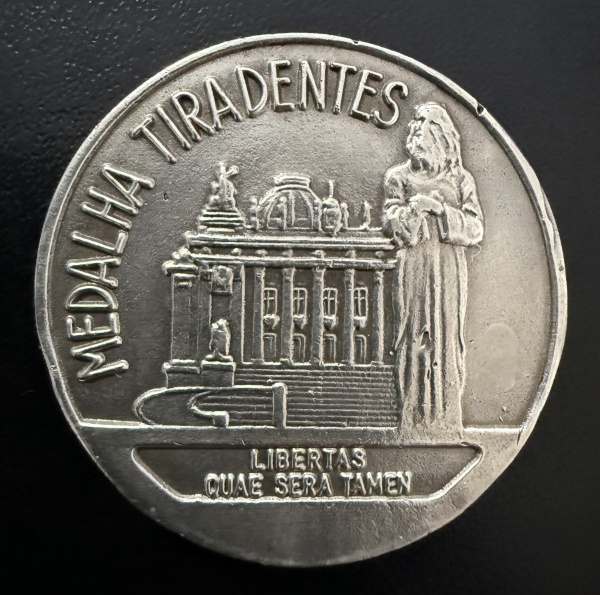 MEDALHA TIRADENTES
LIBERTAS
QUAE SERA TAMEN